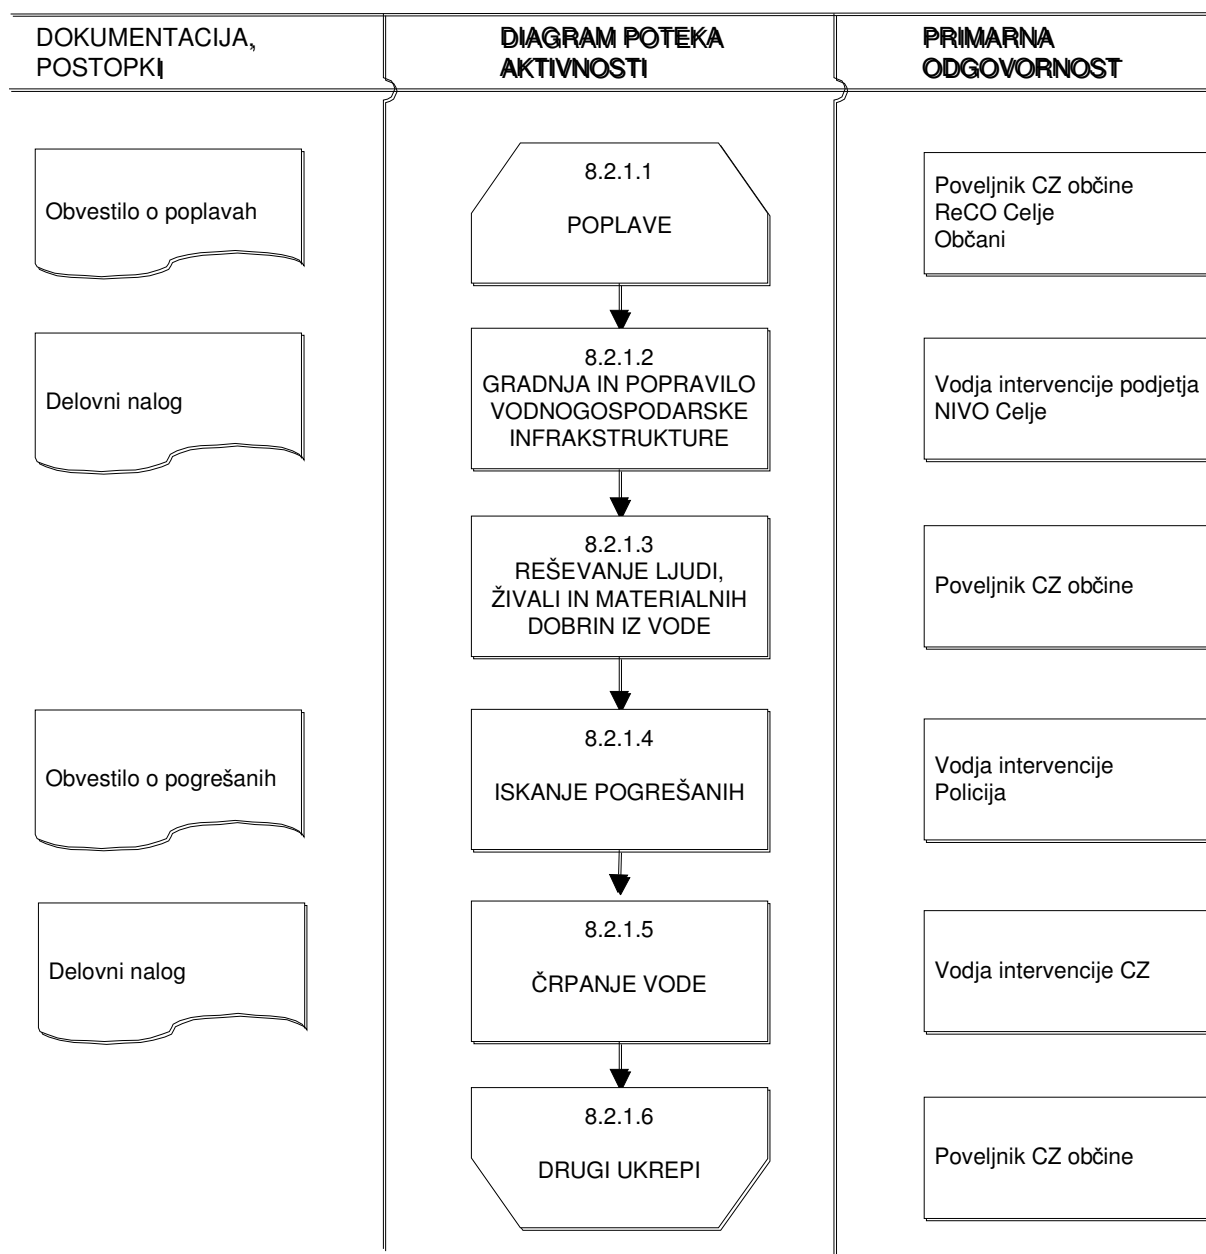 DOKUMENTACIJA,
POSTOPKI
DIAGRAM POTEKA
AKTIVNOSTI
PRIMARNA
ODGOVORNOST
Obvestilo o poplavah
8.2.1.1
POPLAVE
Poveljnik CZ občine
ReCO Celje
Občani
Delovni nalog
8.2.1.2
GRADNJA IN POPRAVILO
VODNOGOSPODARSKE
INFRAKSTRUKTURE
Vodja intervencije podjetja
NIVO Celje
8.2.1.3
REŠEVANJE LJUDI,
ŽIVALI IN MATERIALNIH
DOBRIN IZ VODE
Poveljnik CZ občine
Obvestilo o pogrešanih
8.2.1.4
ISKANJE POGREŠANIH
Vodja intervencije
Policija
Delovni nalog
8.2.1.5
ČRPANJE VODE
Vodja intervencije CZ
8.2.1.6
DRUGI UKREPI
Poveljnik CZ občine